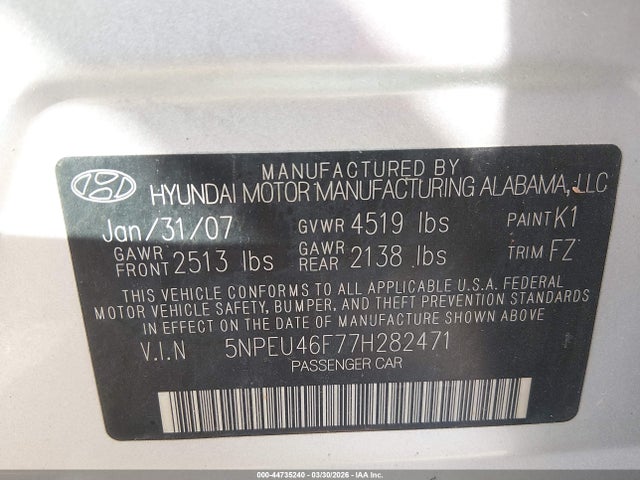 MANUFACTURED BY
HYUNDAI MOTOR MANUFACTURING ALABAMA, LLC
Jan/31/07 GVWR 4519 lbs PAINT K1
GAWR FRONT 2513 lbs GAWR REAR 2138 lbs TRIM FZ
THIS VEHICLE CONFORMS TO ALL APPLICABLE U.S.A. FEDERAL
MOTOR VEHICLE SAFETY, BUMPER, AND THEFT PREVENTION STANDARDS
IN EFFECT ON THE DATE OF MANUFACTURE SHOWN ABOVE.
V.I.N 5NPEU46F77H282471
PASSENGER CAR
000-44735240 | 03/30/2026 - IAA Inc.